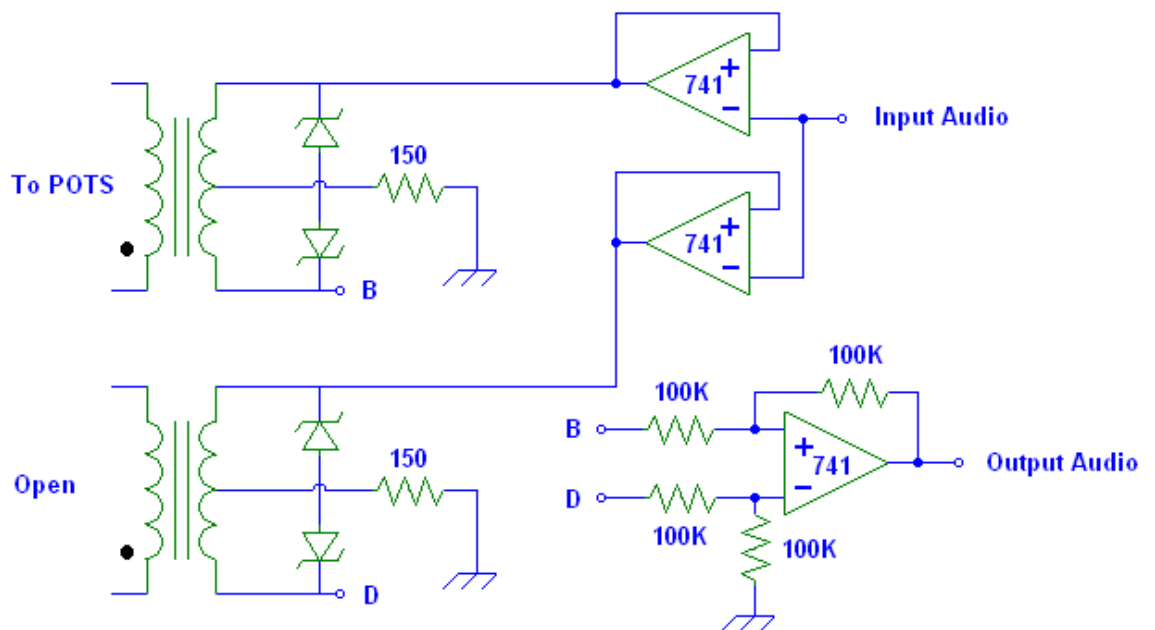 741
+
−
Input Audio
150
To POTS
B
741
+
−
100K
100K
150
B
+
741
−
Output Audio
Open
D
100K
100K
D